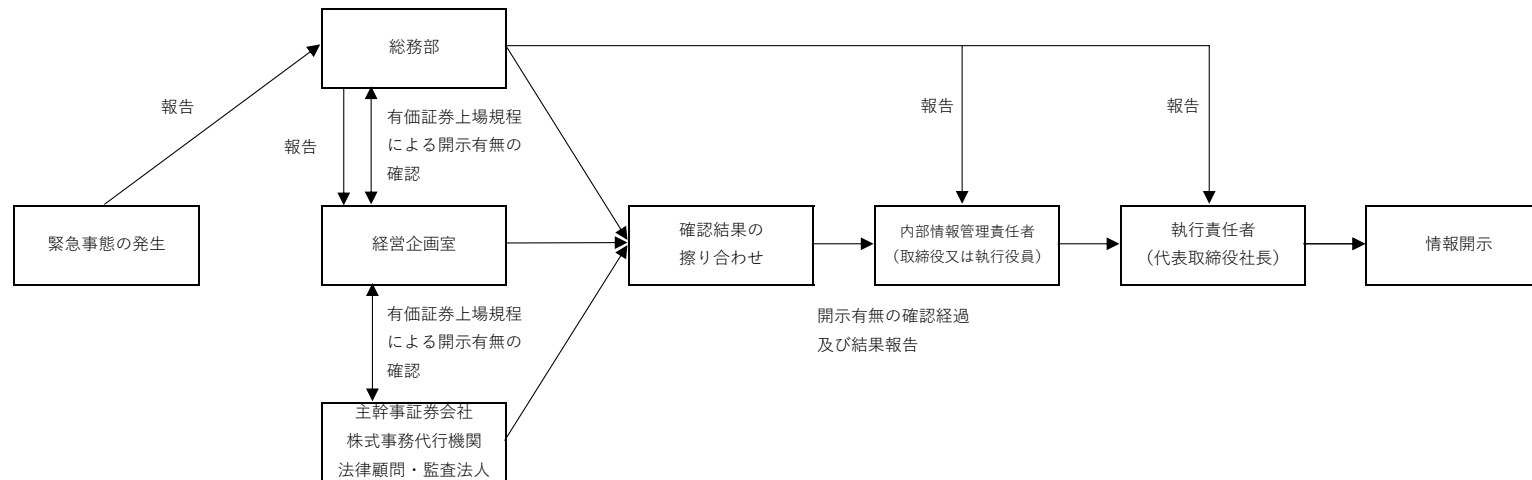 総務部
報告
有価証券上場規程
による開示有無の
確認
報告
報告
報告
緊急事態の発生
経営企画室
確認結果の
擦り合わせ
内部情報管理責任者
（取締役又は執行役員）
執行責任者
（代表取締役社長）
情報開示
有価証券上場規程
による開示有無の
確認
開示有無の確認経過
及び結果報告
主幹事証券会社
株式事務代行機関
法律顧問・監査法人